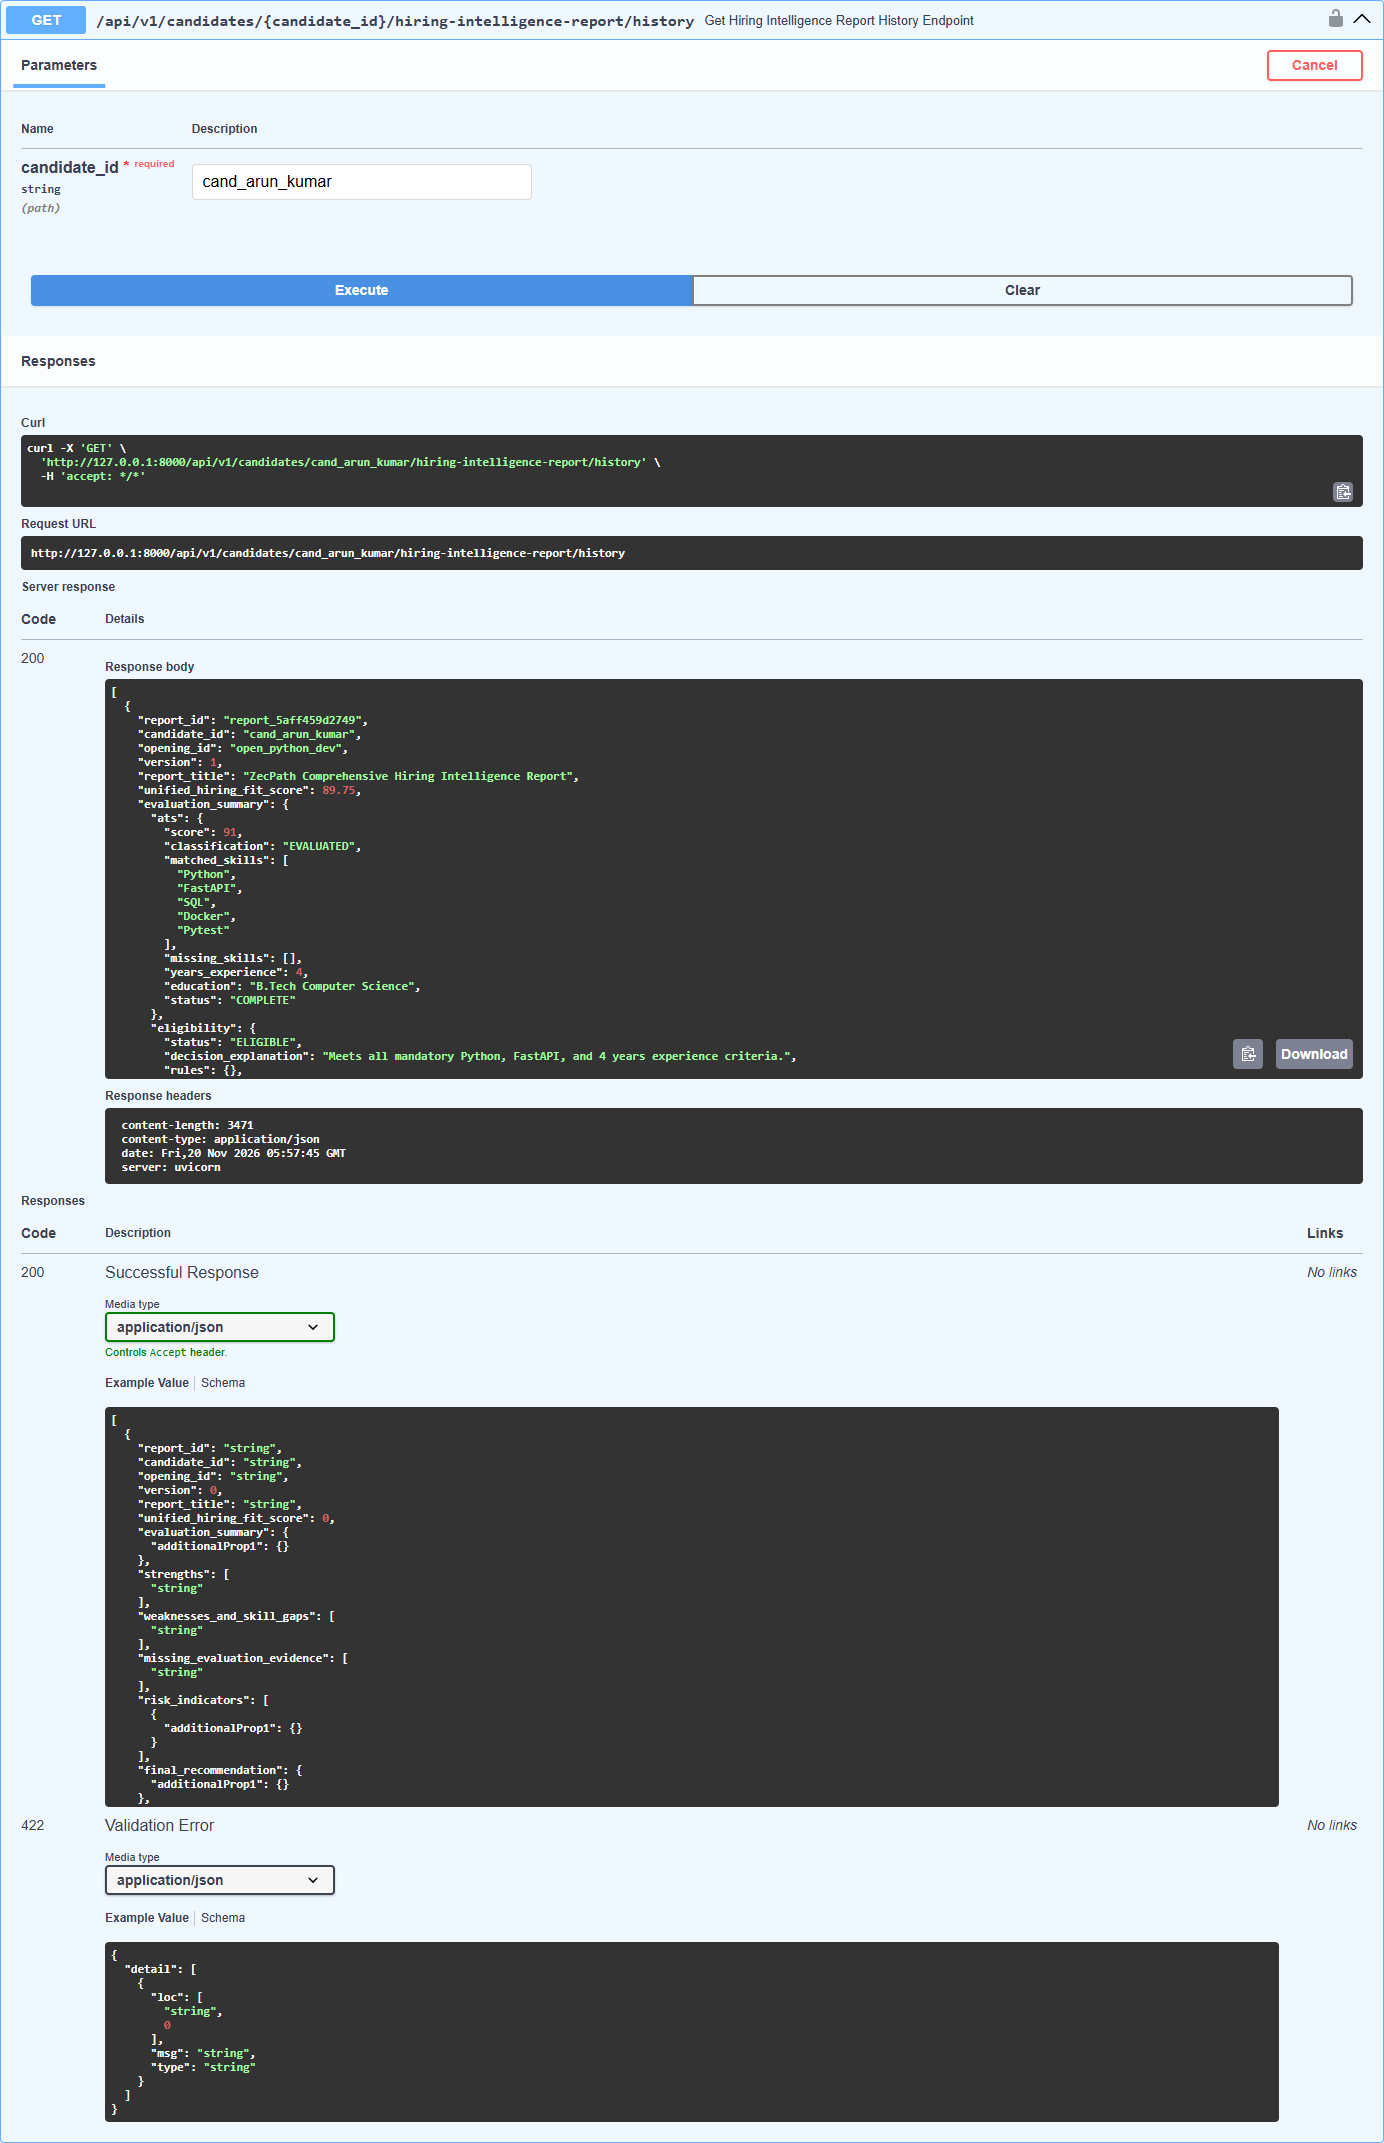 GET /api/v1/candidates/{candidate_id}/hiring-intelligence-report/history Get Hiring Intelligence Report History Endpoint
Parameters
Cancel
Name Description
candidate_id * required
string
(path)
cand_arun_kumar
Execute Clear
Responses
Curl
curl -X 'GET' \
  'http://127.0.0.1:8000/api/v1/candidates/cand_arun_kumar/hiring-intelligence-report/history' \
  -H 'accept: */*'
Request URL
http://127.0.0.1:8000/api/v1/candidates/cand_arun_kumar/hiring-intelligence-report/history
Server response
Code Details
200
Response body
[
  {
    "report_id": "report_5aff459d2749",
    "candidate_id": "cand_arun_kumar",
    "opening_id": "open_python_dev",
    "version": 1,
    "report_title": "ZecPath Comprehensive Hiring Intelligence Report",
    "unified_hiring_fit_score": 89.75,
    "evaluation_summary": {
      "ats": {
        "score": 91,
        "classification": "EVALUATED",
        "matched_skills": [
          "Python",
          "FastAPI",
          "SQL",
          "Docker",
          "Pytest"
        ],
        "missing_skills": [],
        "years_experience": 4,
        "education": "B.Tech Computer Science",
        "status": "COMPLETE"
      },
      "eligibility": {
        "status": "ELIGIBLE",
        "decision_explanation": "Meets all mandatory Python, FastAPI, and 4 years experience criteria.",
        "rules": {},
Download
Response headers
content-length: 3471
content-type: application/json
date: Fri,20 Nov 2026 05:57:45 GMT
server: uvicorn
Responses
Code Description Links
200 Successful Response No links
Media type
application/json
Controls Accept header.
Example Value Schema
[
  {
    "report_id": "string",
    "candidate_id": "string",
    "opening_id": "string",
    "version": 0,
    "report_title": "string",
    "unified_hiring_fit_score": 0,
    "evaluation_summary": {
      "additionalProp1": {}
    },
    "strengths": [
      "string"
    ],
    "weaknesses_and_skill_gaps": [
      "string"
    ],
    "missing_evaluation_evidence": [
      "string"
    ],
    "risk_indicators": [
      {
        "additionalProp1": {}
      }
    ],
    "final_recommendation": {
      "additionalProp1": {}
    },
422 Validation Error No links
Media type
application/json
Example Value Schema
{
  "detail": [
    {
      "loc": [
        "string",
        0
      ],
      "msg": "string",
      "type": "string"
    }
  ]
}